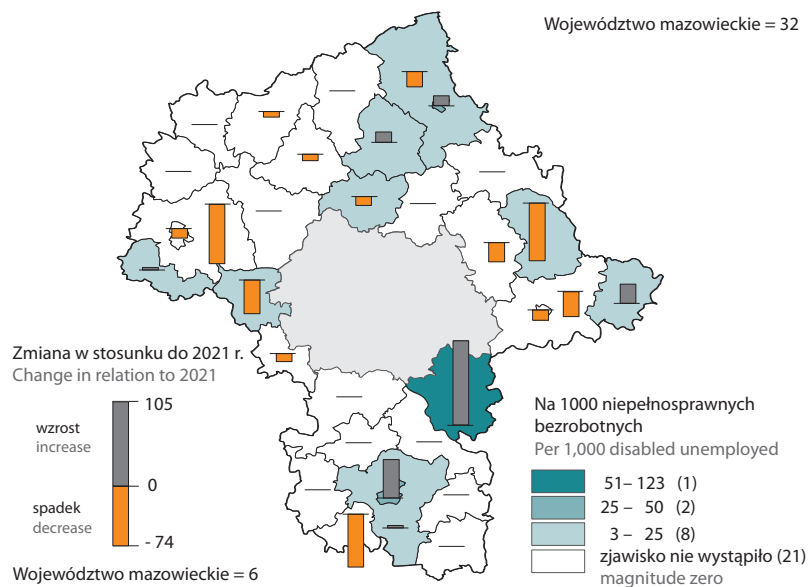 Województwo mazowieckie = 32
Zmiana w stosunku do 2021 r.
Change in relation to 2021
105
wzrost
increase
0
spadek
decrease
- 74
Województwo mazowieckie = 6
Na 1000 niepełnosprawnych
bezrobotnych
Per 1,000 disabled unemployed
51 – 123 (1)
25 – 50 (2)
3 – 25 (8)
zjawisko nie wystąpiło (21)
magnitude zero